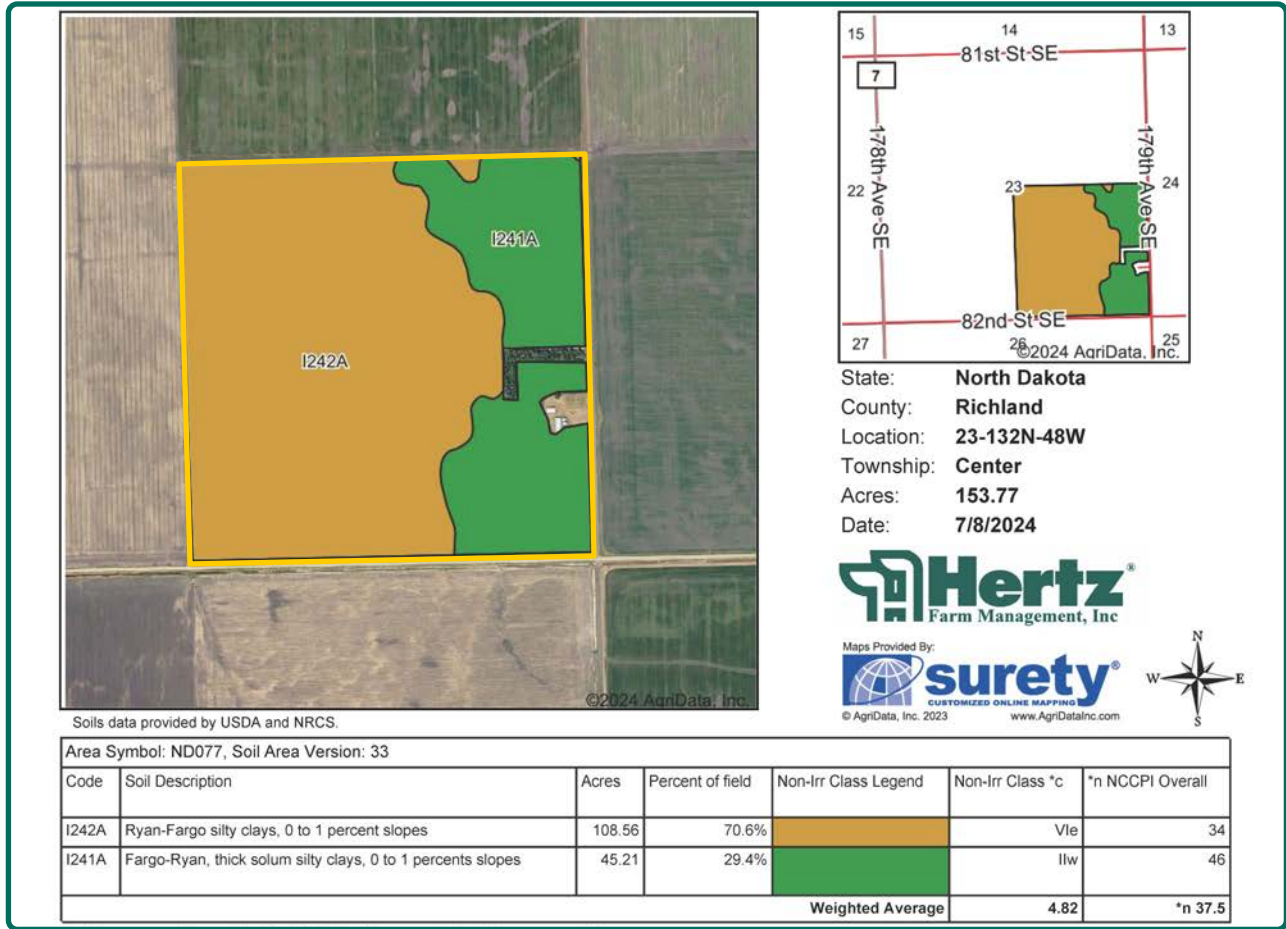 I241A
I242A
©2024 AgriData, Inc.
Soils data provided by USDA and NRCS.
15
14
13
81st-St-SE
7
178th-Ave-SE
179th-Ave-SE
22
23
24
82nd-St-SE
27
26
25
©2024 AgriData, Inc.
State: North Dakota
County: Richland
Location: 23-132N-48W
Township: Center
Acres: 153.77
Date: 7/8/2024
Hertz®
Farm Management, Inc
Maps Provided By:
surety®
CUSTOMIZED ONLINE MAPPING
© AgriData, Inc. 2023 www.AgriDataInc.com
N
W E
S
Area Symbol: ND077, Soil Area Version: 33
Code Soil Description Acres Percent of field Non-Irr Class Legend Non-Irr Class *c *n NCCPI Overall
I242A Ryan-Fargo silty clays, 0 to 1 percent slopes 108.56 70.6% VIe 34
I241A Fargo-Ryan, thick solum silty clays, 0 to 1 percents slopes 45.21 29.4% IIw 46
Weighted Average 4.82 *n 37.5